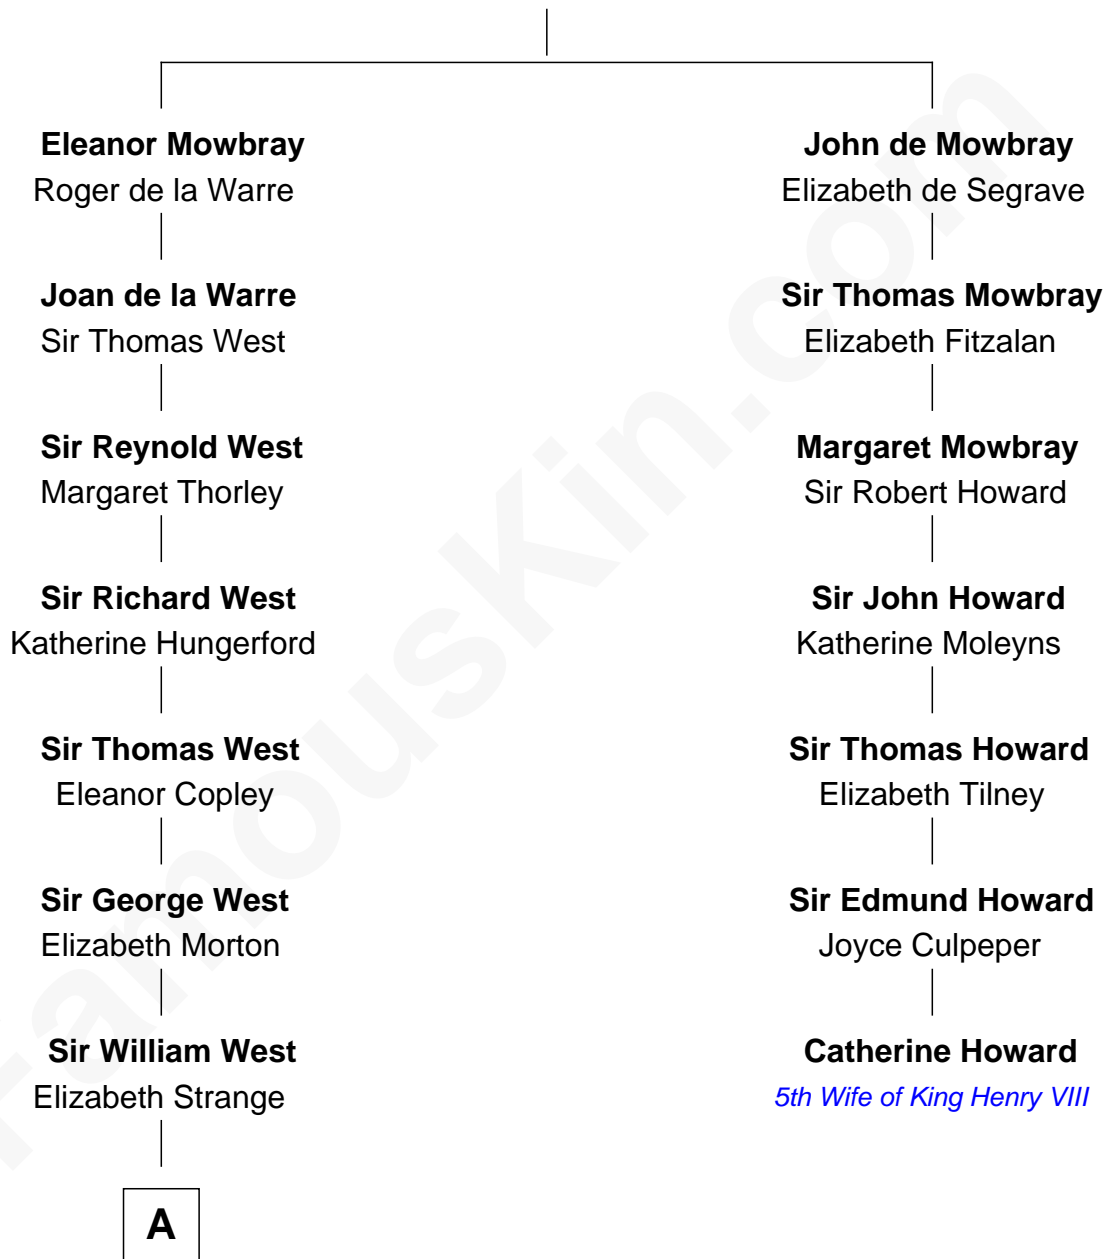 Eleanor Mowbray
Roger de la Warre
Joan de la Warre
Sir Thomas West
Sir Reynold West
Margaret Thorley
Sir Richard West
Katherine Hungerford
Sir Thomas West
Eleanor Copley
Sir George West
Elizabeth Morton
Sir William West
Elizabeth Strange
A
John de Mowbray
Elizabeth de Segrave
Sir Thomas Mowbray
Elizabeth Fitzalan
Margaret Mowbray
Sir Robert Howard
Sir John Howard
Katherine Moleyns
Sir Thomas Howard
Elizabeth Tilney
Sir Edmund Howard
Joyce Culpeper
Catherine Howard
5th Wife of King Henry VIII
FamousKin.com